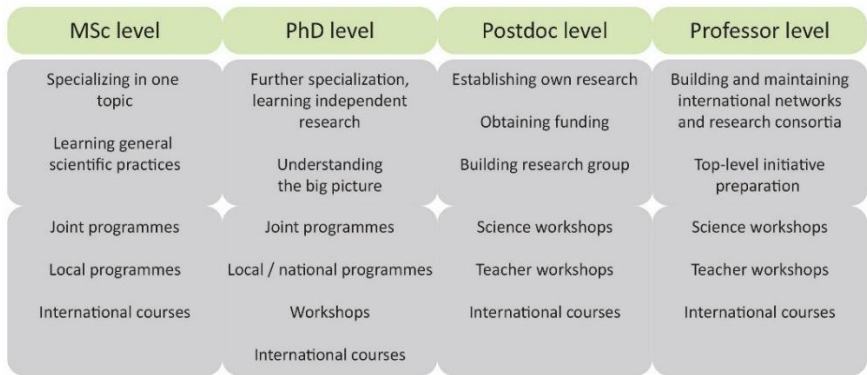 MSc level
PhD level
Postdoc level
Professor level
Specializing in one
topic
Learning general
scientific practices
Further specialization,
learning independent
research
Understanding
the big picture
Establishing own research
Obtaining funding
Building research group
Building and maintaining
international networks
and research consortia
Top-level initiative
preparation
Joint programmes
Local programmes
International courses
Joint programmes
Local / national programmes
Workshops
International courses
Science workshops
Teacher workshops
International courses
Science workshops
Teacher workshops
International courses